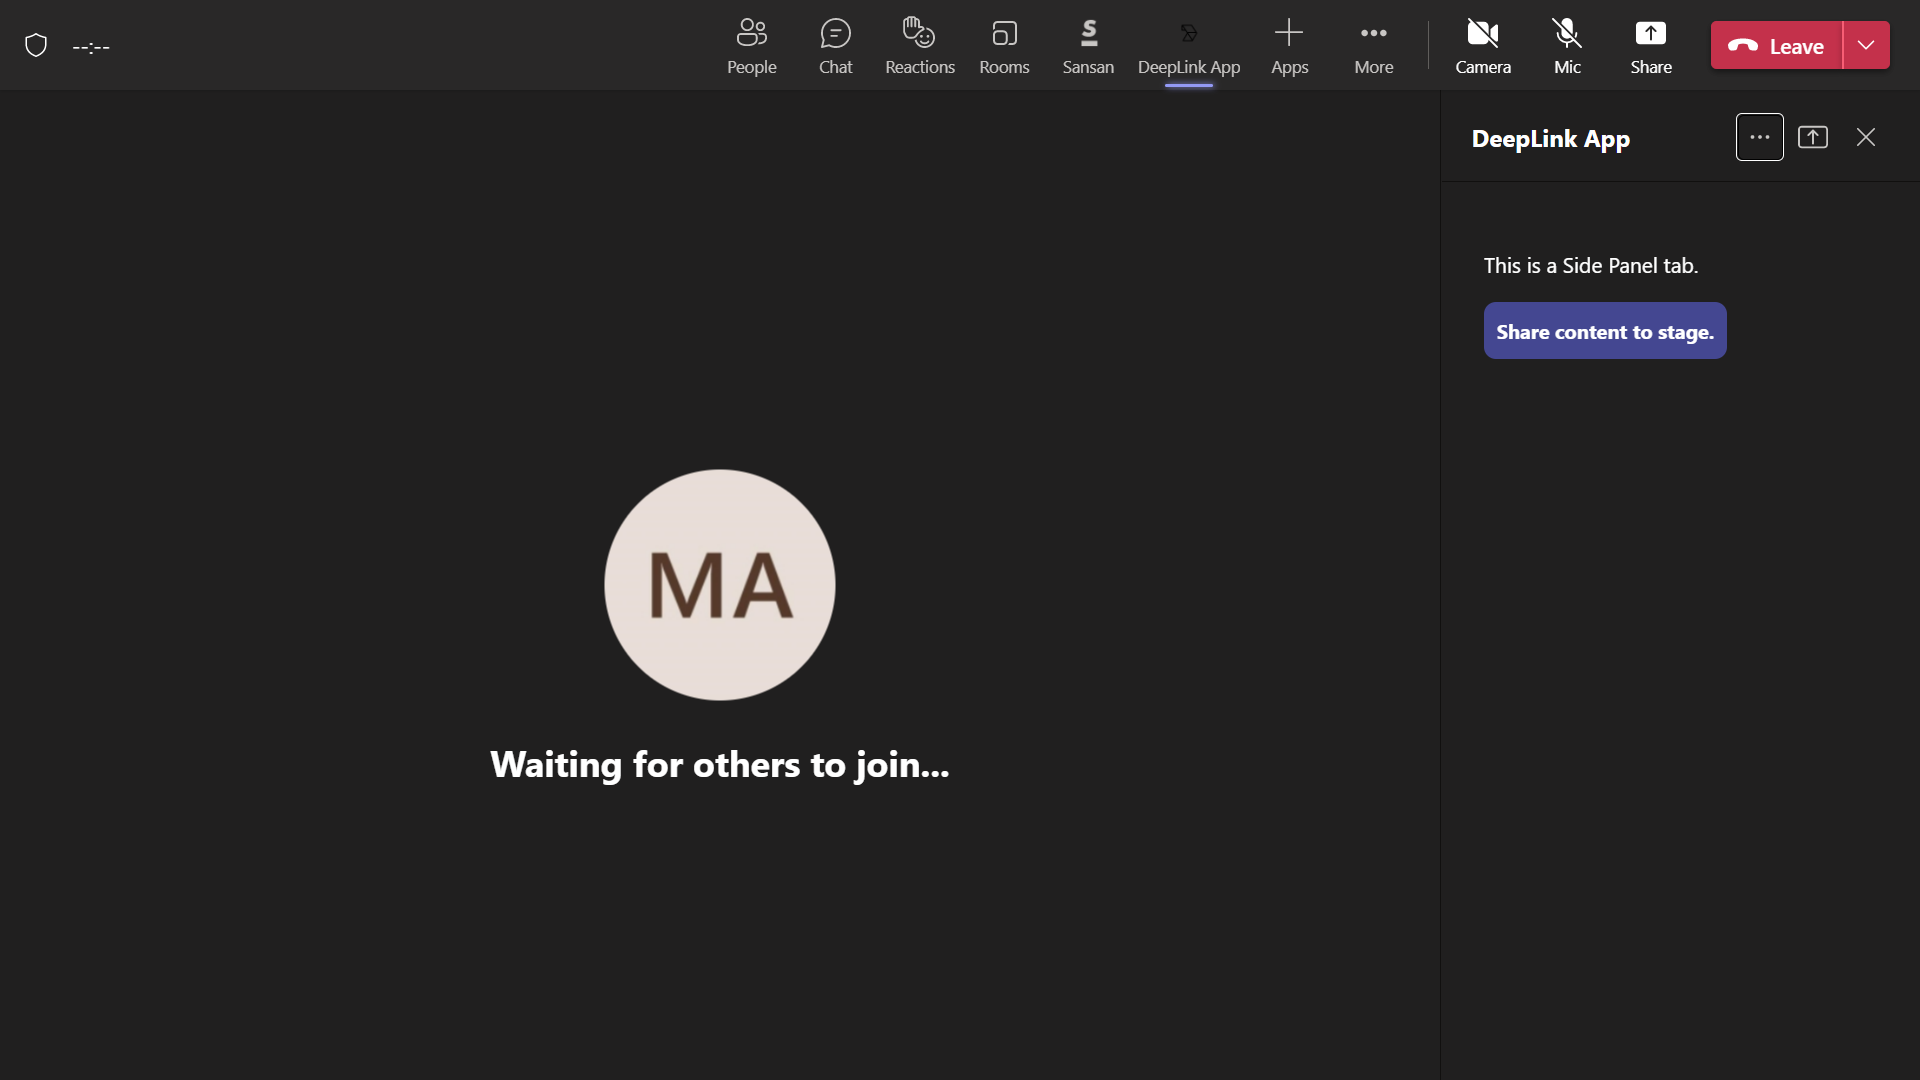 --:--
People
Chat
Reactions
Rooms
Sansan
DeepLink App
Apps
More
Camera
Mic
Share
Leave
DeepLink App
This is a Side Panel tab.
Share content to stage.
MA
Waiting for others to join...